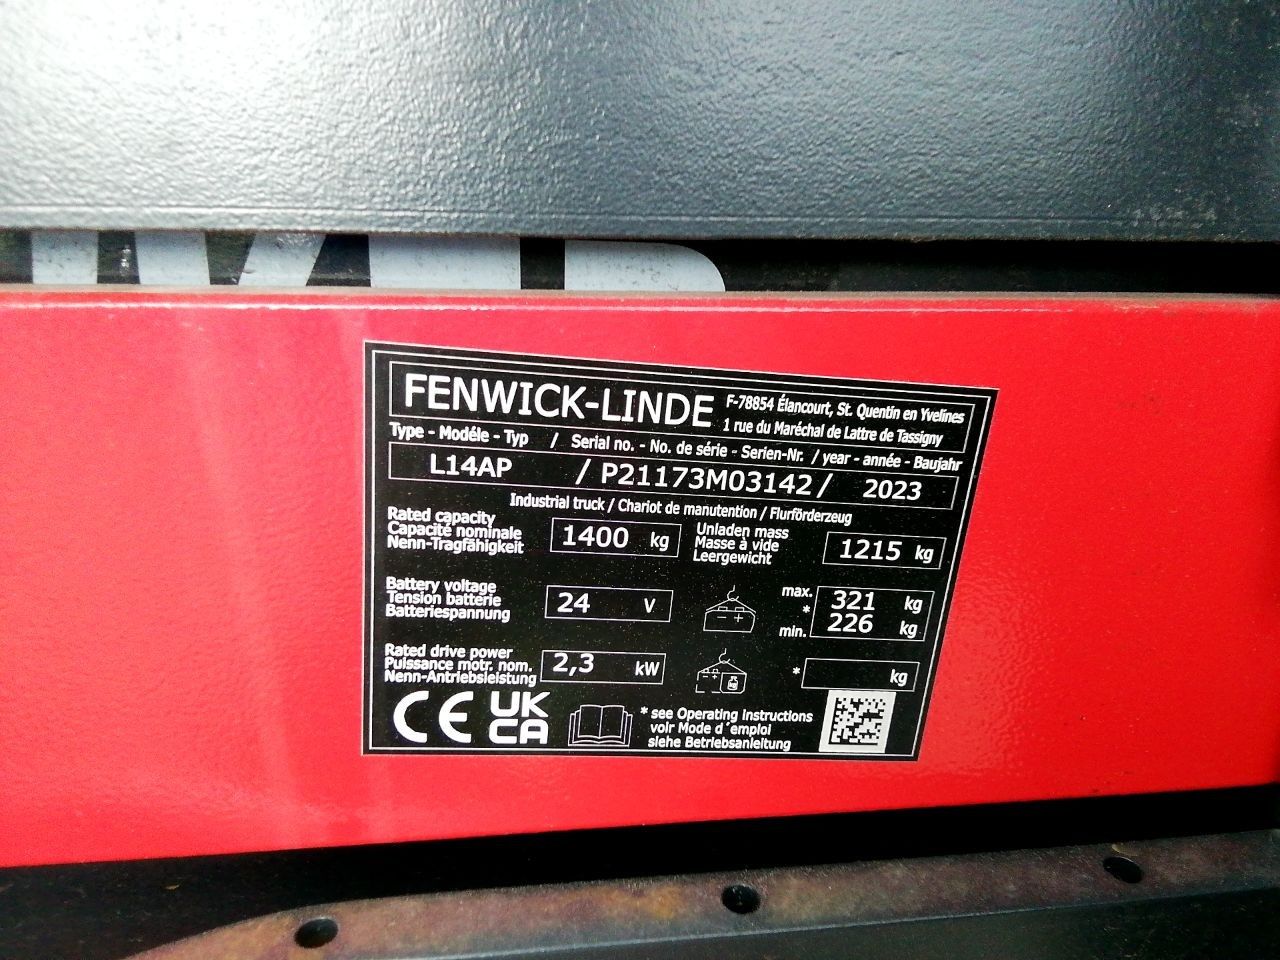 FENWICK-LINDE
F-78854 Élancourt, St. Quentin en Yvelines
1 rue du Maréchal de Lattre de Tassigny
Type - Modéle - Typ / Serial no. - No. de série - Serien-Nr. / year - année - Baujahr
L14AP / P21173M03142 / 2023
Industrial truck / Chariot de manutention / Flurförderzeug
Rated capacity
Capacité nominale
Nenn-Tragfähigkeit
1400 kg
Unladen mass
Masse à vide
Leergewicht
1215 kg
Battery voltage
Tension batterie
Batteriespannung
24 V
max. 321 kg
*
min. 226 kg
Rated drive power
Puissance motr. nom.
Nenn-Antriebsleistung
2,3 kW
* kg
CE UK
CA
* see Operating Instructions
voir Mode d´emploi
siehe Betriebsanleitung